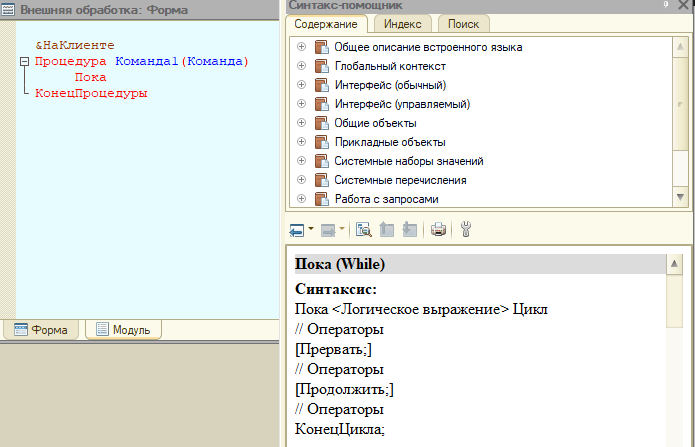 Внешняя обработка: Форма
&НаКлиенте
Процедура Команда1(Команда)
Пока
КонецПроцедуры
Форма
Модуль
Синтакс-помощник
Содержание
Индекс
Поиск
Общее описание встроенного языка
Глобальный контекст
Интерфейс (обычный)
Интерфейс (управляемый)
Общие объекты
Прикладные объекты
Системные наборы значений
Системные перечисления
Работа с запросами
Пока (While)
Синтаксис:
Пока <Логическое выражение> Цикл
// Операторы
[Прервать;]
// Операторы
[Продолжить;]
// Операторы
КонецЦикла;